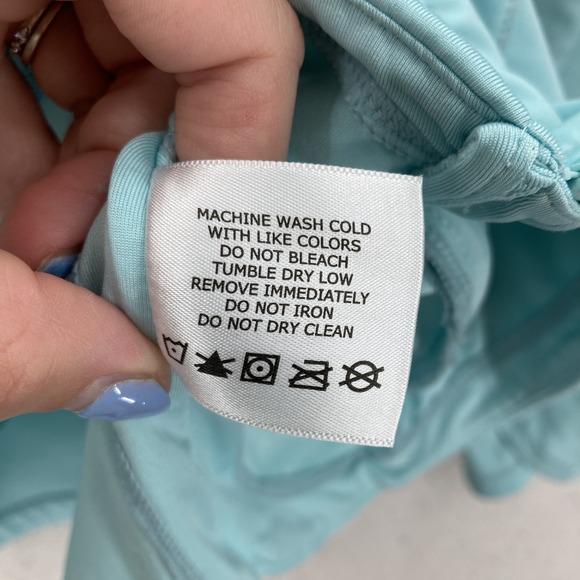 MACHINE WASH COLD
WITH LIKE COLORS
DO NOT BLEACH
TUMBLE DRY LOW
REMOVE IMMEDIATELY
DO NOT IRON
DO NOT DRY CLEAN